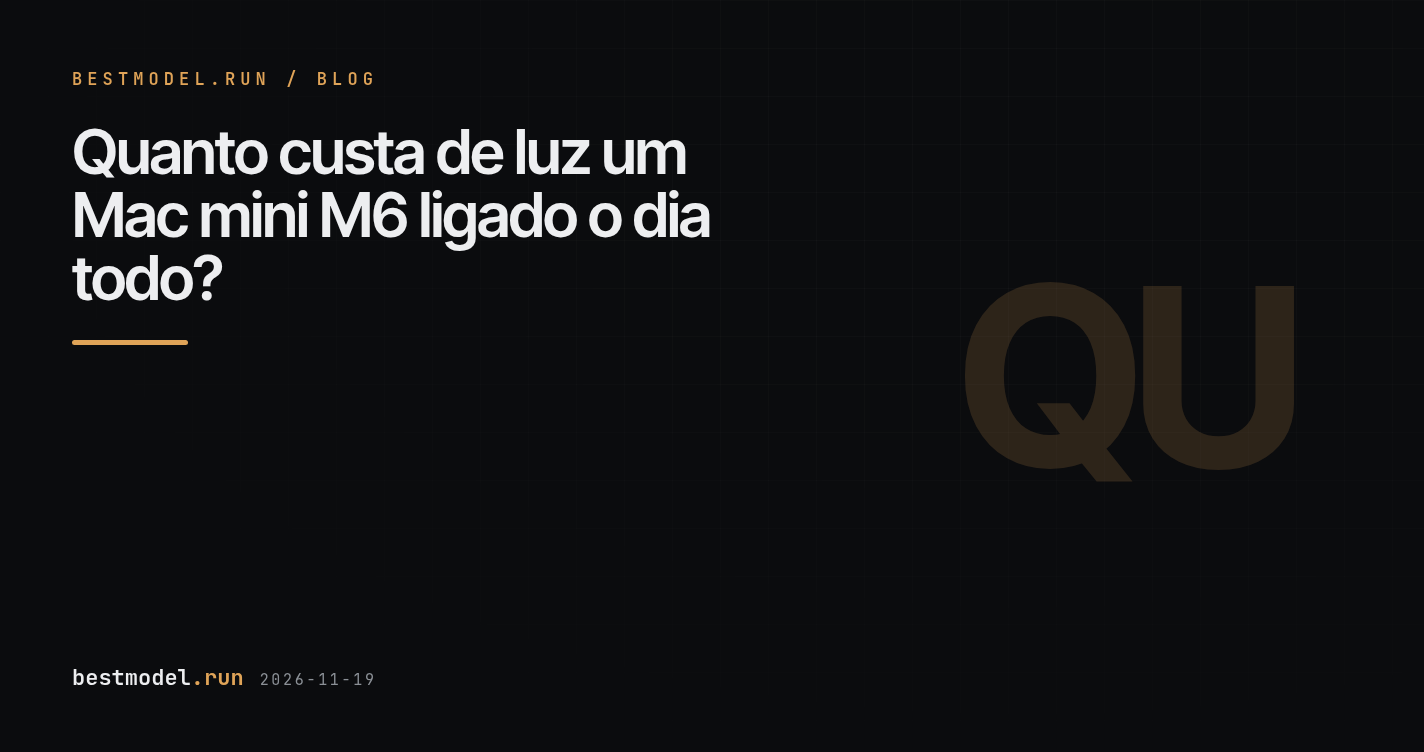 BESTMODEL.RUN / BLOG
Quanto custa de luz um
Mac mini M6 ligado o dia
todo?
QU
bestmodel.run 2026-11-19